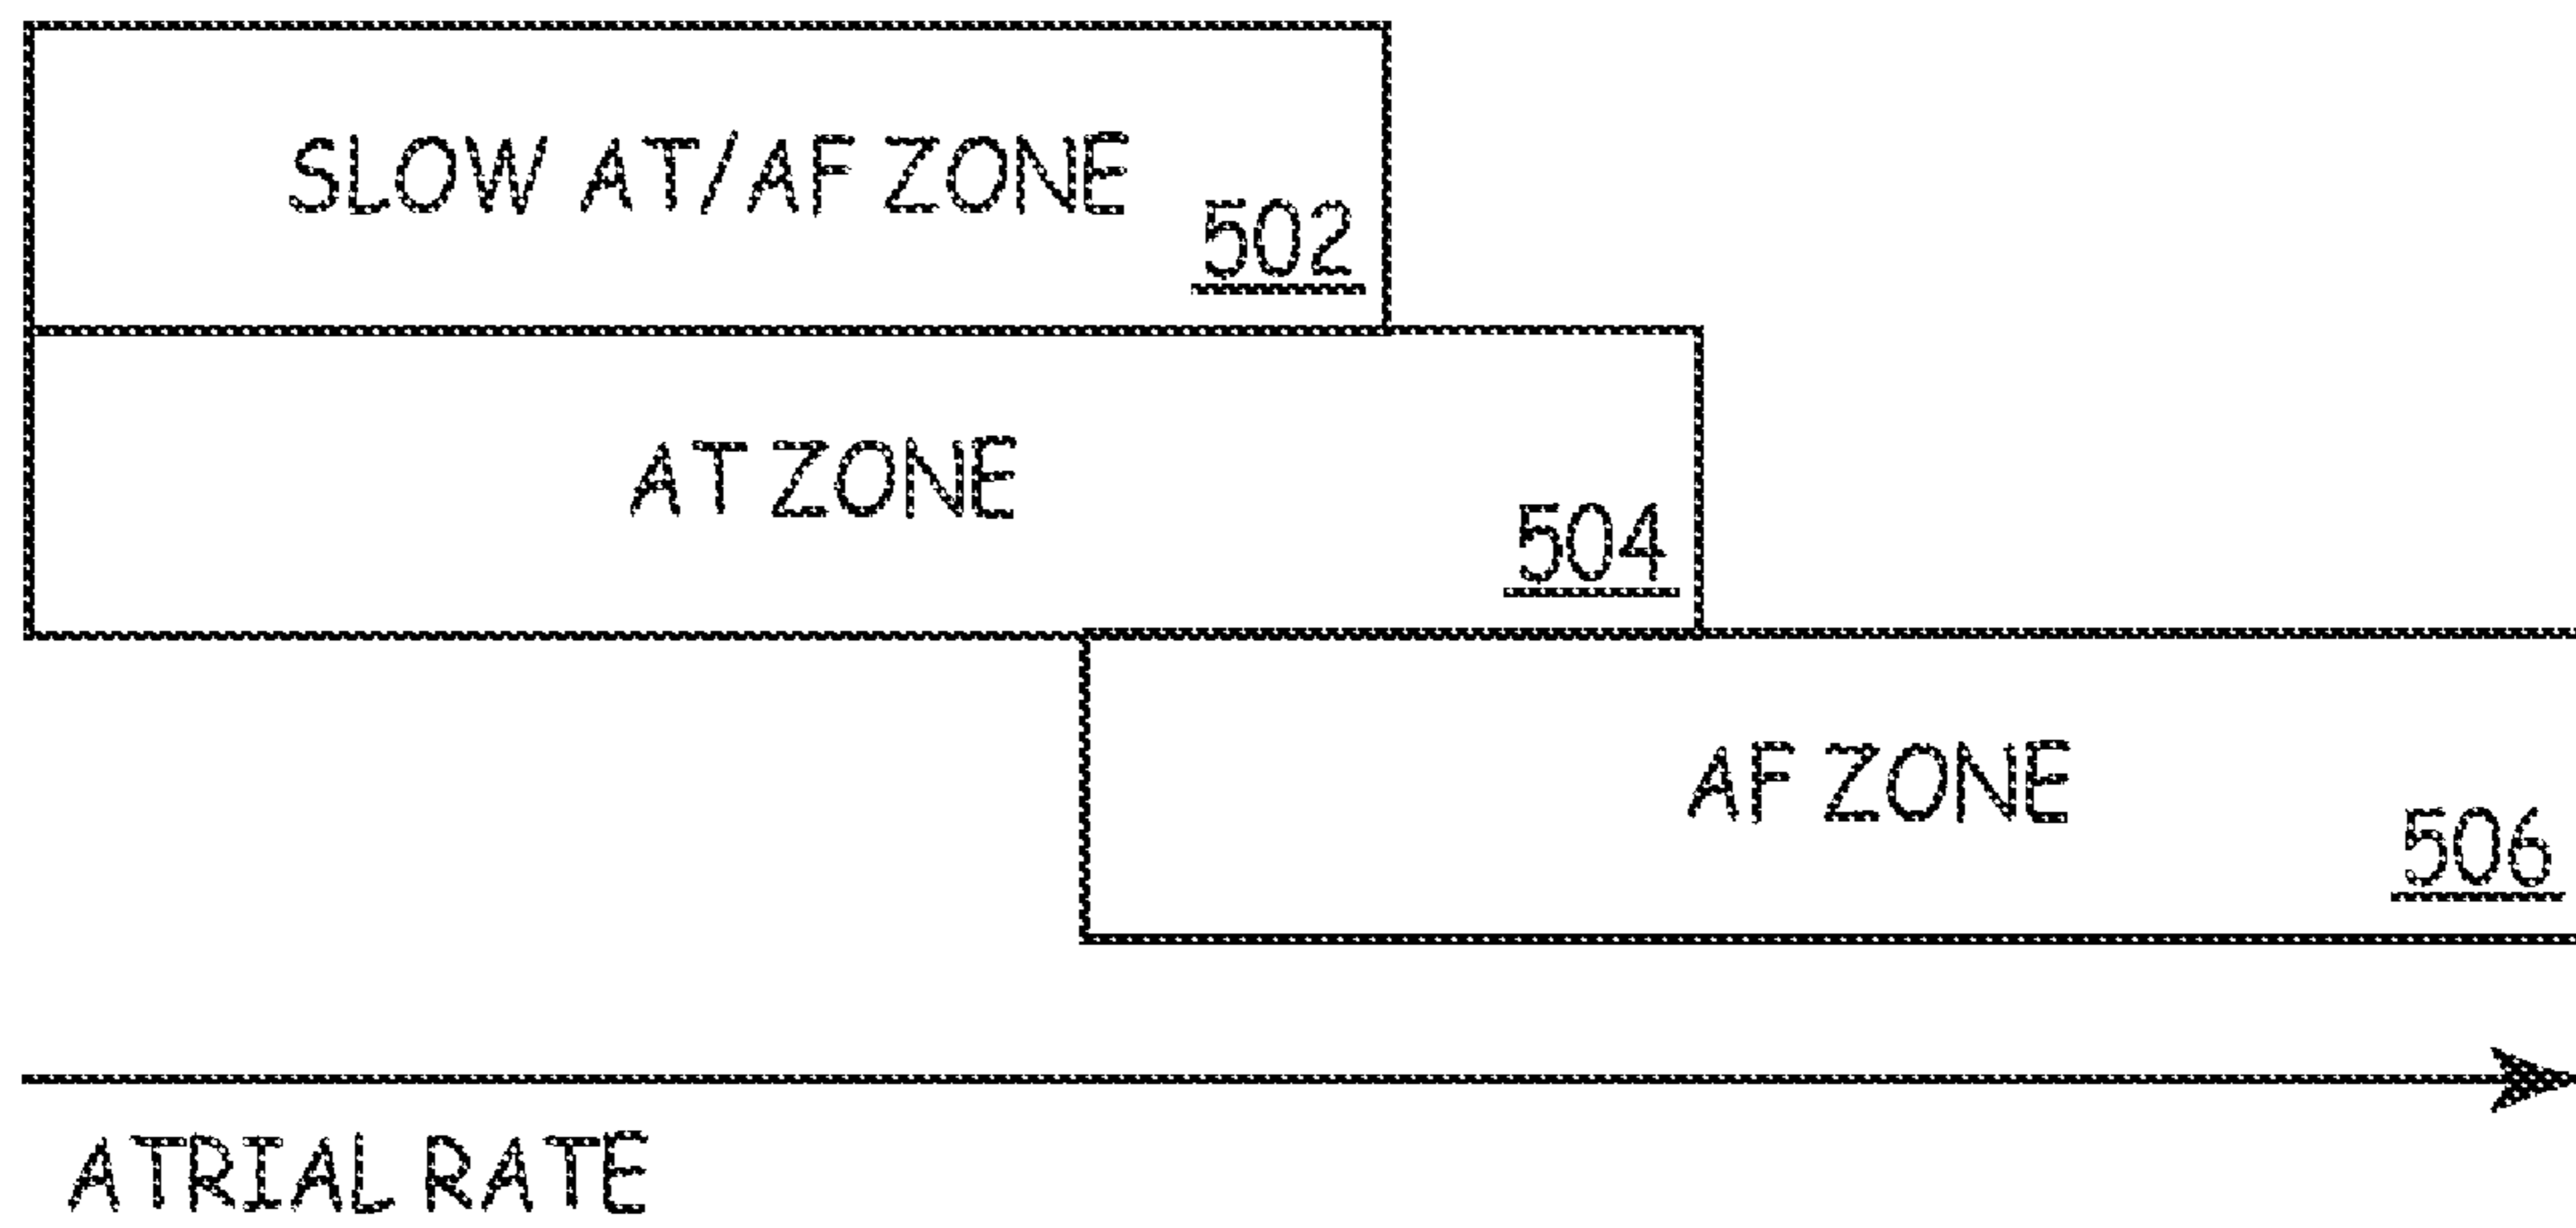 SLOW AT/AF ZONE
502
AT ZONE
504
AF ZONE
506
ATRIAL RATE